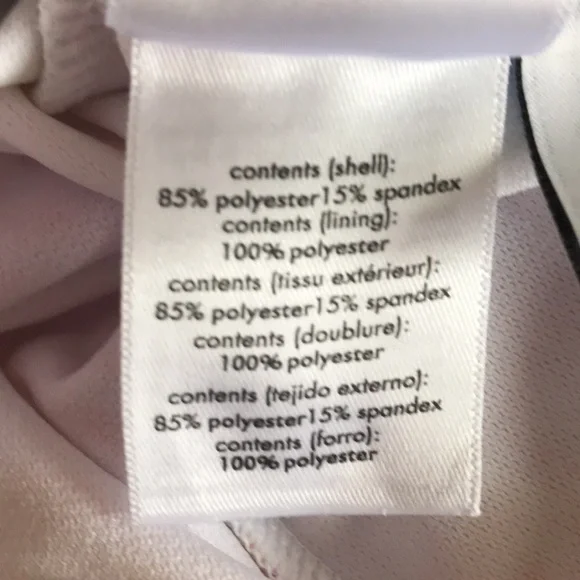 contents (shell):
85% polyester15% spandex
contents (lining):
100% polyester
contents (tissu extérieur):
85% polyester15% spandex
contents (doublure):
100% polyester
contents (tejido externo):
85% polyester15% spandex
contents (forro):
100% polyester